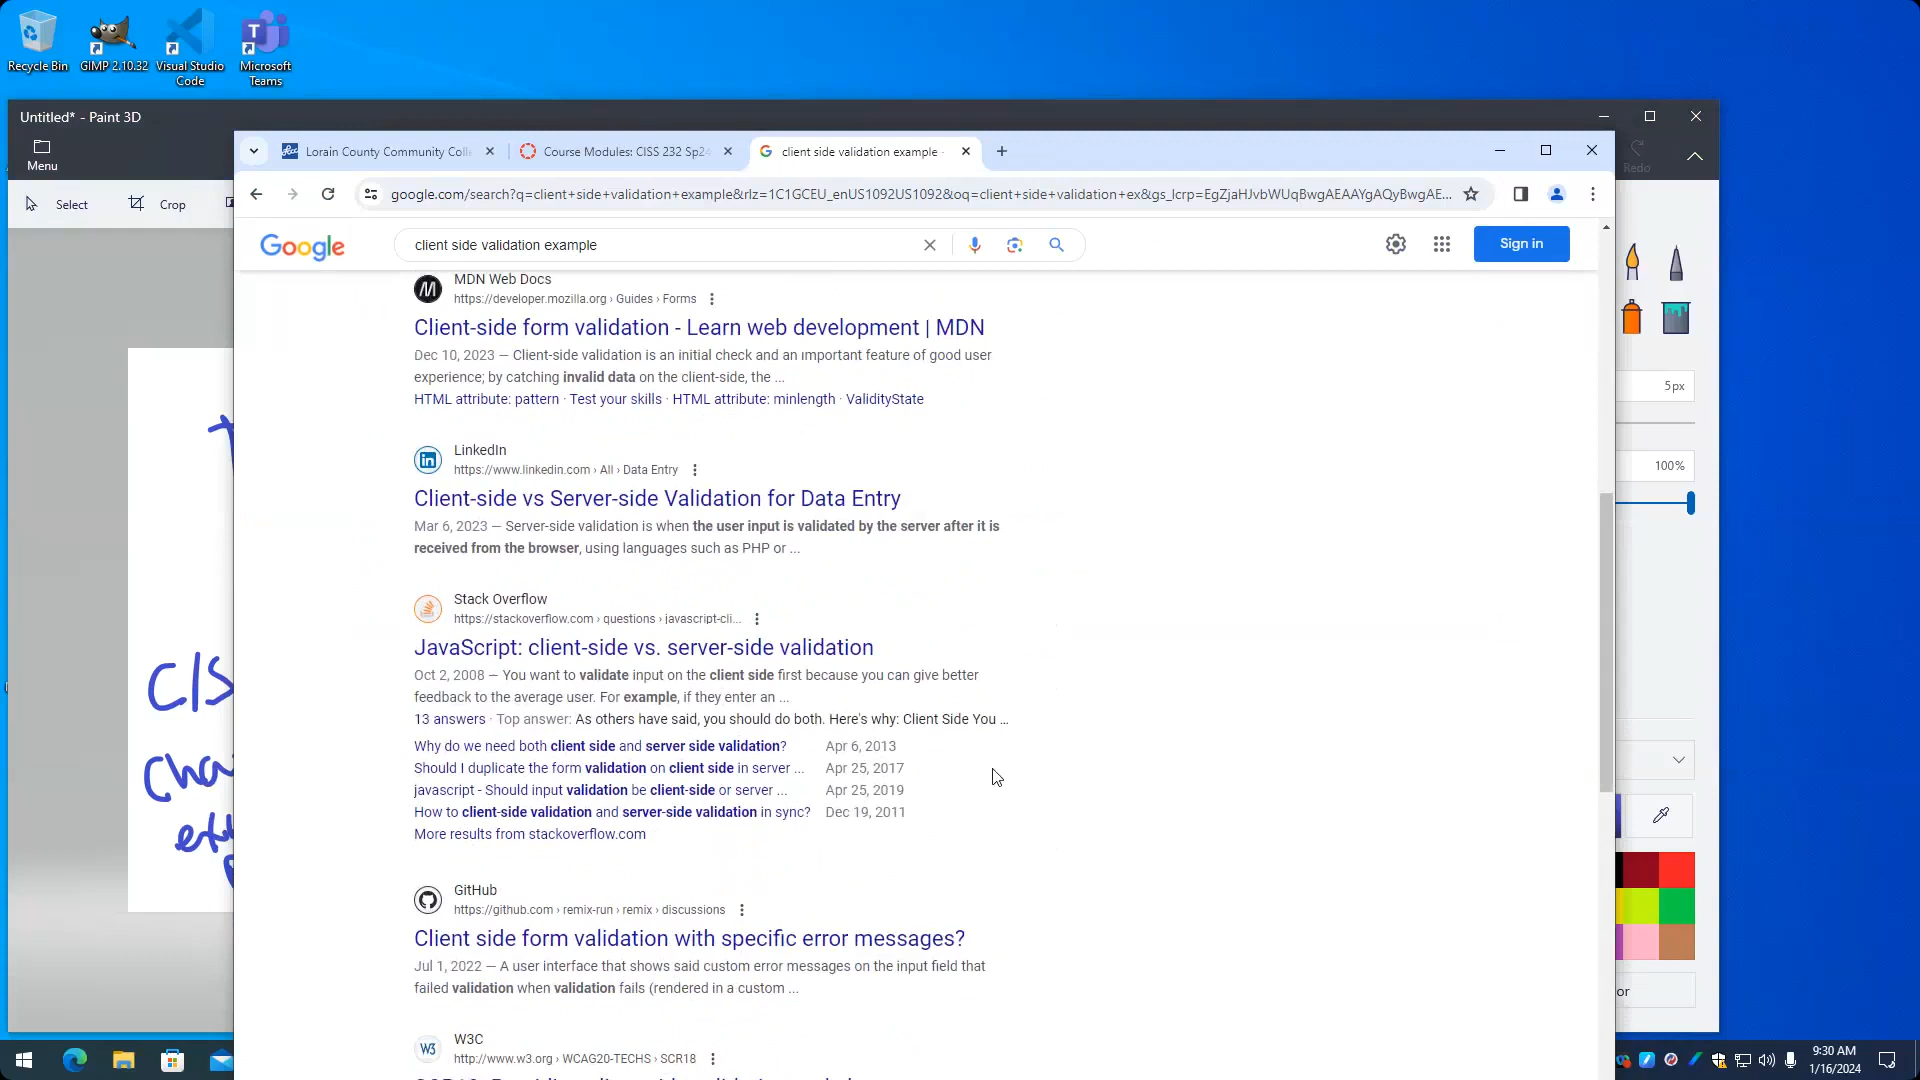 Recycle Bin
GIMP 2.10.32
Visual Studio
Code
Microsoft
Teams
Untitled* - Paint 3D
Menu
Select
Crop
Redo
Lorain County Community Coll
Course Modules: CISS 232 Sp24
client side validation example -
google.com/search?q=client+side+validation+example&rlz=1C1GCEU_enUS1092US1092&oq=client+side+validation+ex&gs_lcrp=EgZjaHJvbWUqBwgAEAAYgAQyBwgAE...
Google
client side validation example
Sign in
MDN Web Docs
https://developer.mozilla.org › Guides › Forms
Client-side form validation - Learn web development | MDN
Dec 10, 2023 — Client-side validation is an initial check and an important feature of good user
experience; by catching invalid data on the client-side, the ...
HTML attribute: pattern · Test your skills · HTML attribute: minlength · ValidityState
LinkedIn
https://www.linkedin.com › All › Data Entry
Client-side vs Server-side Validation for Data Entry
Mar 6, 2023 — Server-side validation is when the user input is validated by the server after it is
received from the browser, using languages such as PHP or ...
Stack Overflow
https://stackoverflow.com › questions › javascript-cli...
JavaScript: client-side vs. server-side validation
Oct 2, 2008 — You want to validate input on the client side first because you can give better
feedback to the average user. For example, if they enter an ...
13 answers · Top answer: As others have said, you should do both. Here's why: Client Side You ...
Why do we need both client side and server side validation? Apr 6, 2013
Should I duplicate the form validation on client side in server ... Apr 25, 2017
javascript - Should input validation be client-side or server ... Apr 25, 2019
How to client-side validation and server-side validation in sync? Dec 19, 2011
More results from stackoverflow.com
GitHub
https://github.com › remix-run › remix › discussions
Client side form validation with specific error messages?
Jul 1, 2022 — A user interface that shows said custom error messages on the input field that
failed validation when validation fails (rendered in a custom ...
W3C
http://www.w3.org › WCAG20-TECHS › SCR18
5px
100%
or
CIS
Cha
9:30 AM
1/16/2024